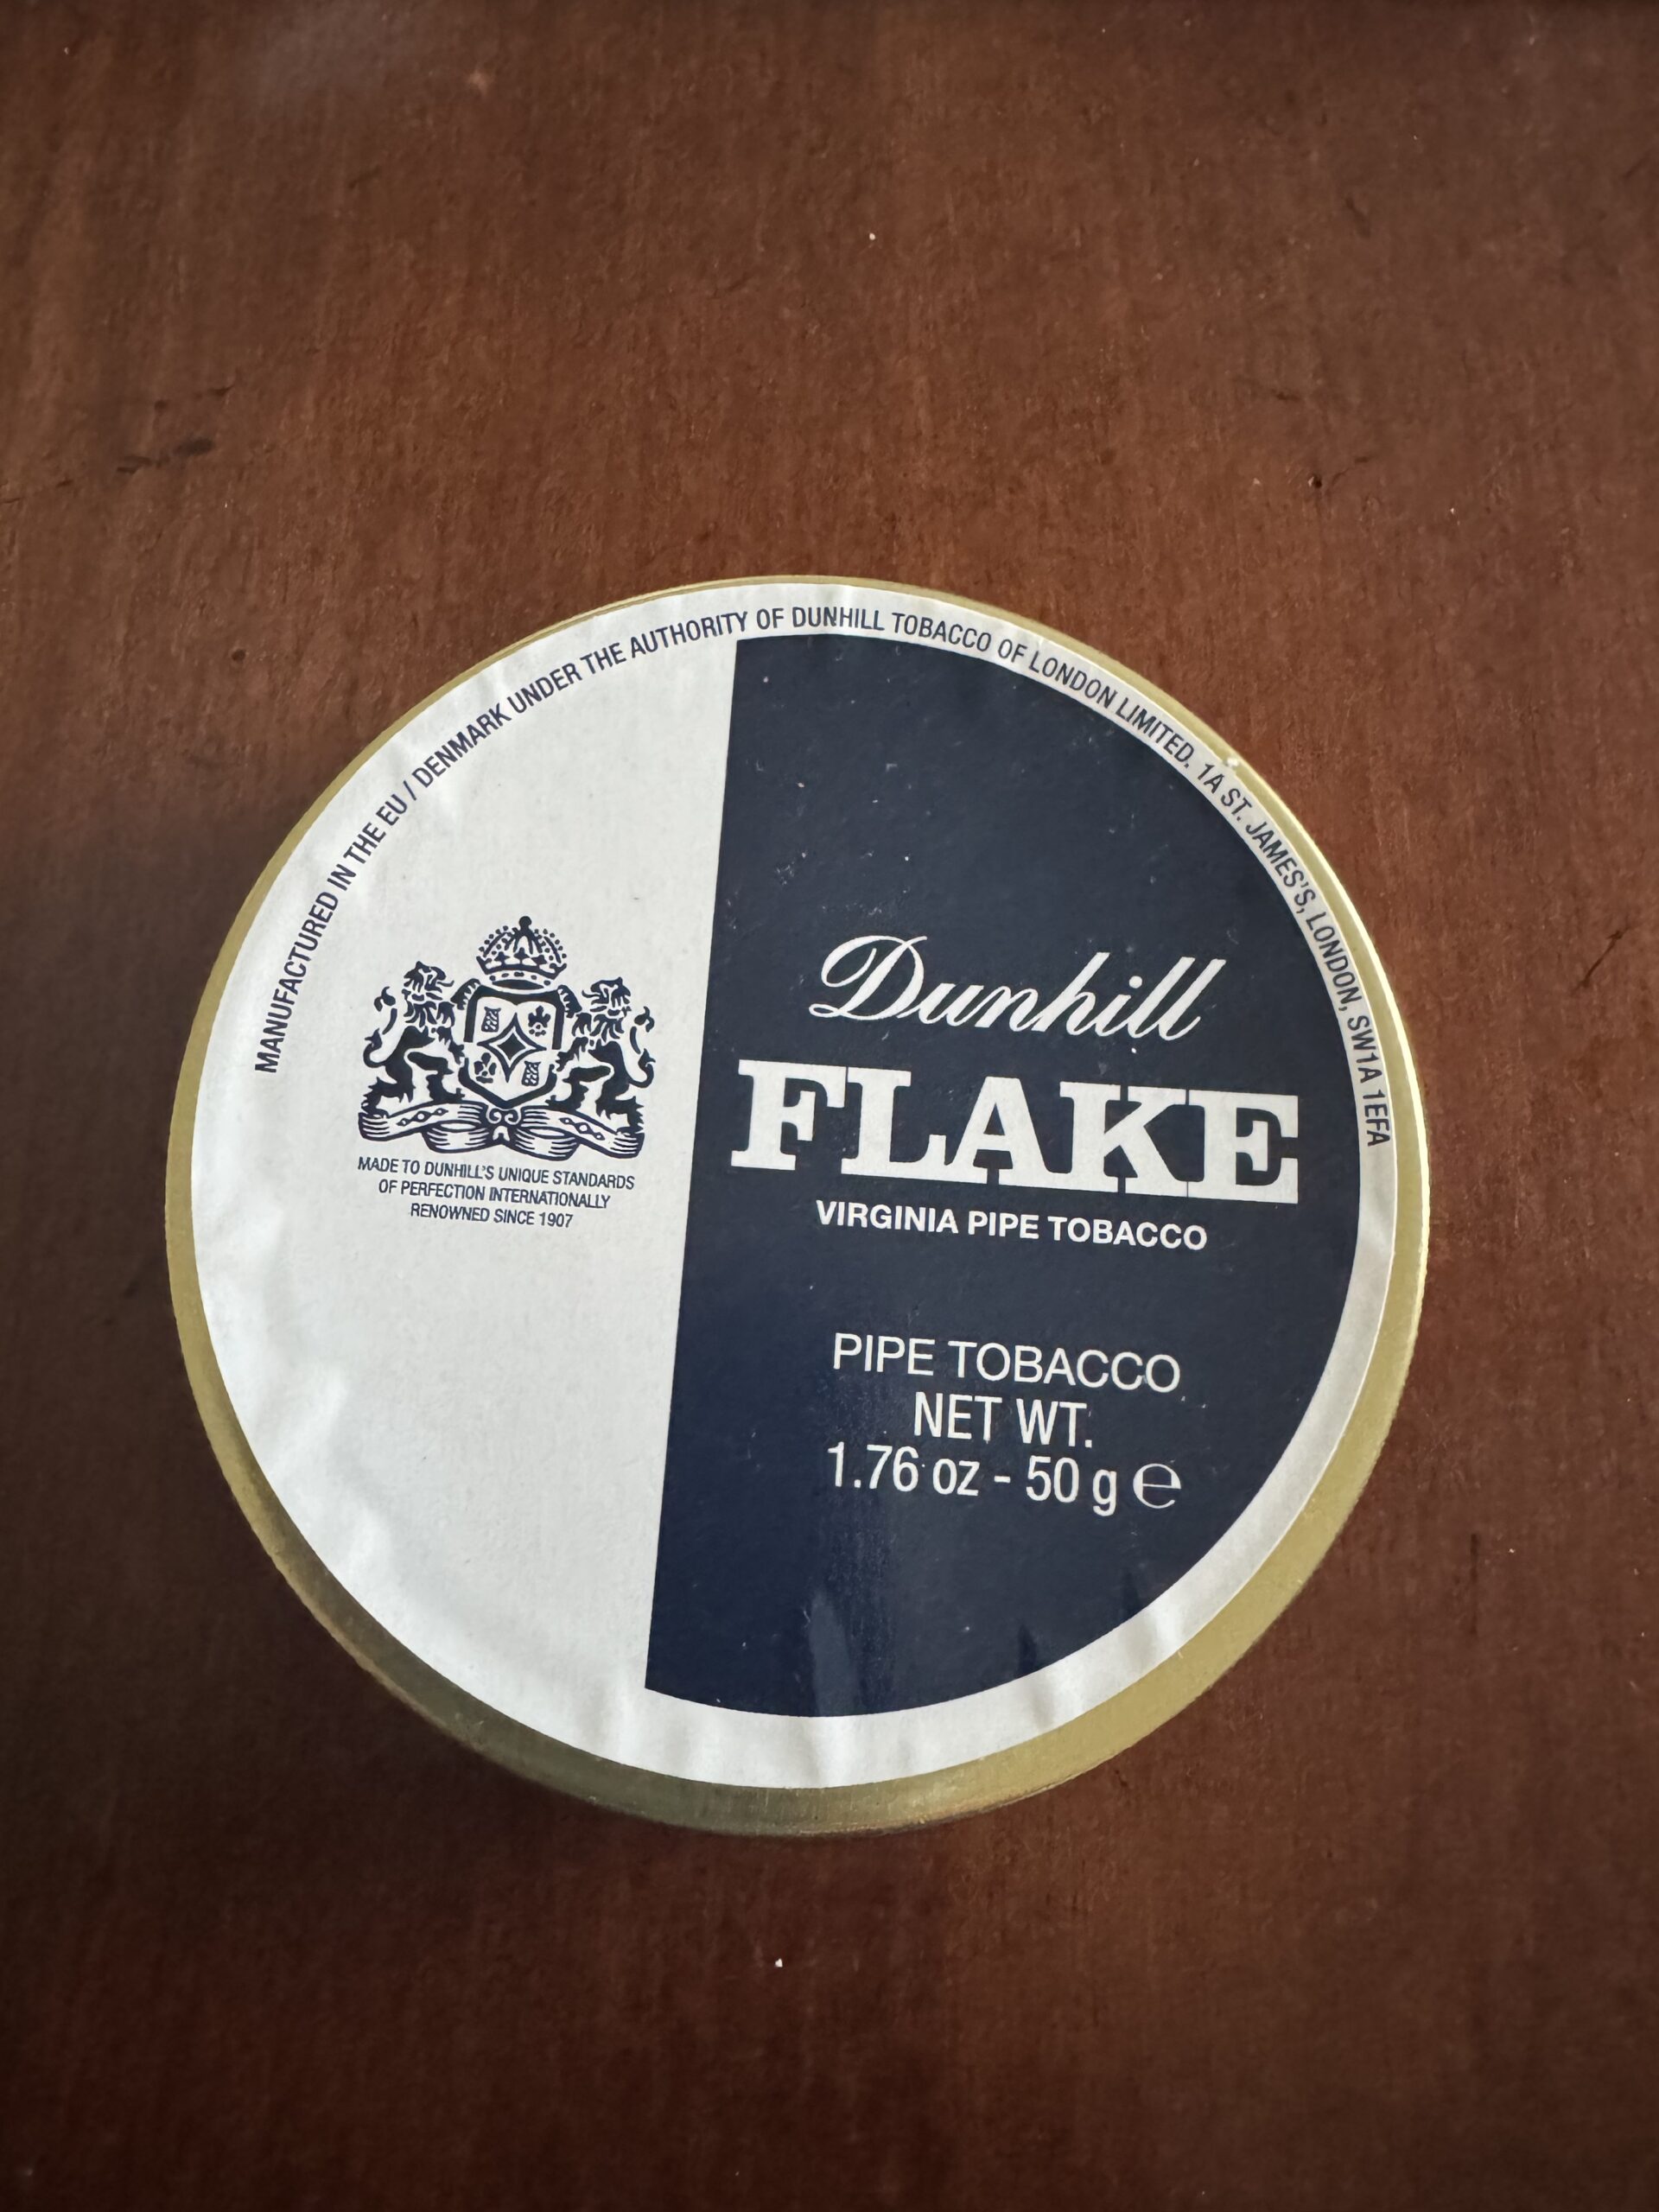 MANUFACTURED IN THE EU / DENMARK UNDER THE AUTHORITY OF DUNHILL TOBACCO OF LONDON LIMITED. 1A ST. JAMES'S, LONDON, SW1A 1EFA
MADE TO DUNHILL'S UNIQUE STANDARDS
OF PERFECTION INTERNATIONALLY
RENOWNED SINCE 1907
Dunhill
FLAKE
VIRGINIA PIPE TOBACCO
PIPE TOBACCO
NET WT.
1.76 oz - 50 g ℮